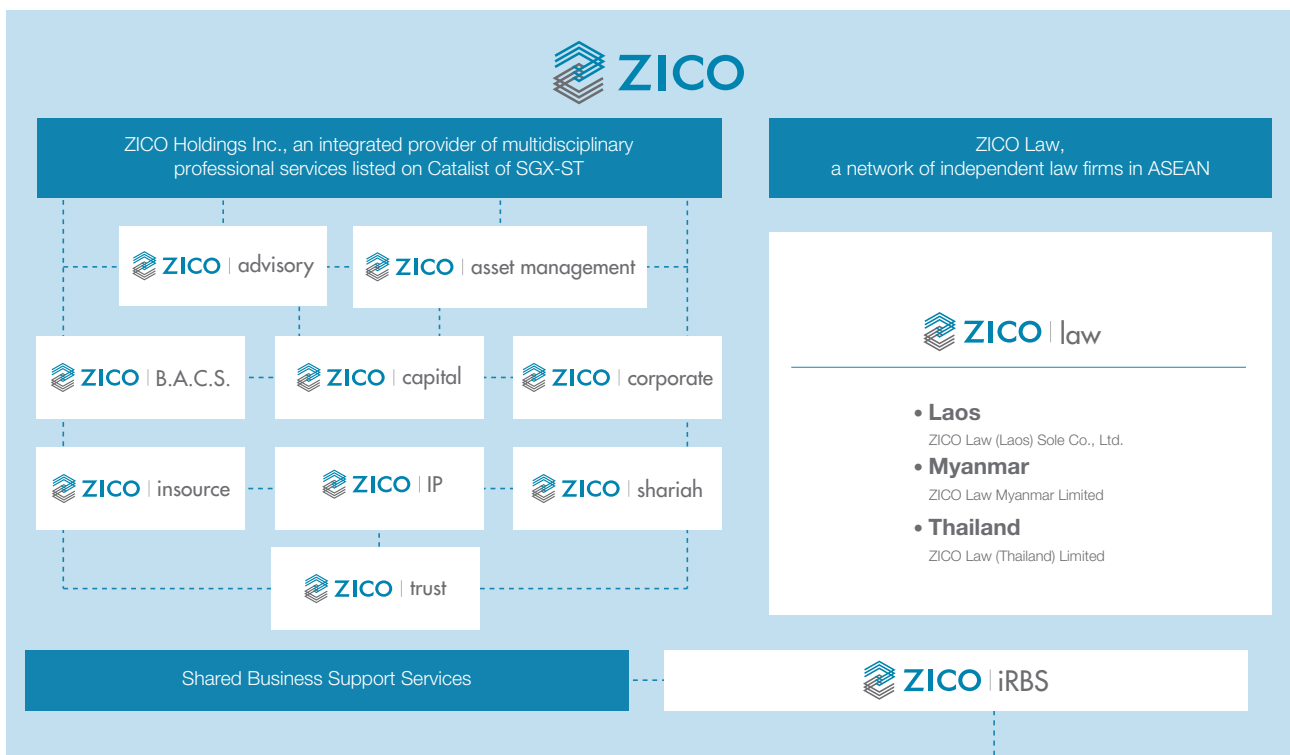 ZICO
ZICO Holdings Inc., an integrated provider of multidisciplinary
professional services listed on Catalist of SGX-ST
ZICO Law,
a network of independent law firms in ASEAN
ZICO | advisory
ZICO | asset management
ZICO | B.A.C.S.
ZICO | capital
ZICO | corporate
ZICO | insource
ZICO | IP
ZICO | shariah
ZICO | trust
ZICO | law
• Laos
ZICO Law (Laos) Sole Co., Ltd.
• Myanmar
ZICO Law Myanmar Limited
• Thailand
ZICO Law (Thailand) Limited
Shared Business Support Services
ZICO | iRBS